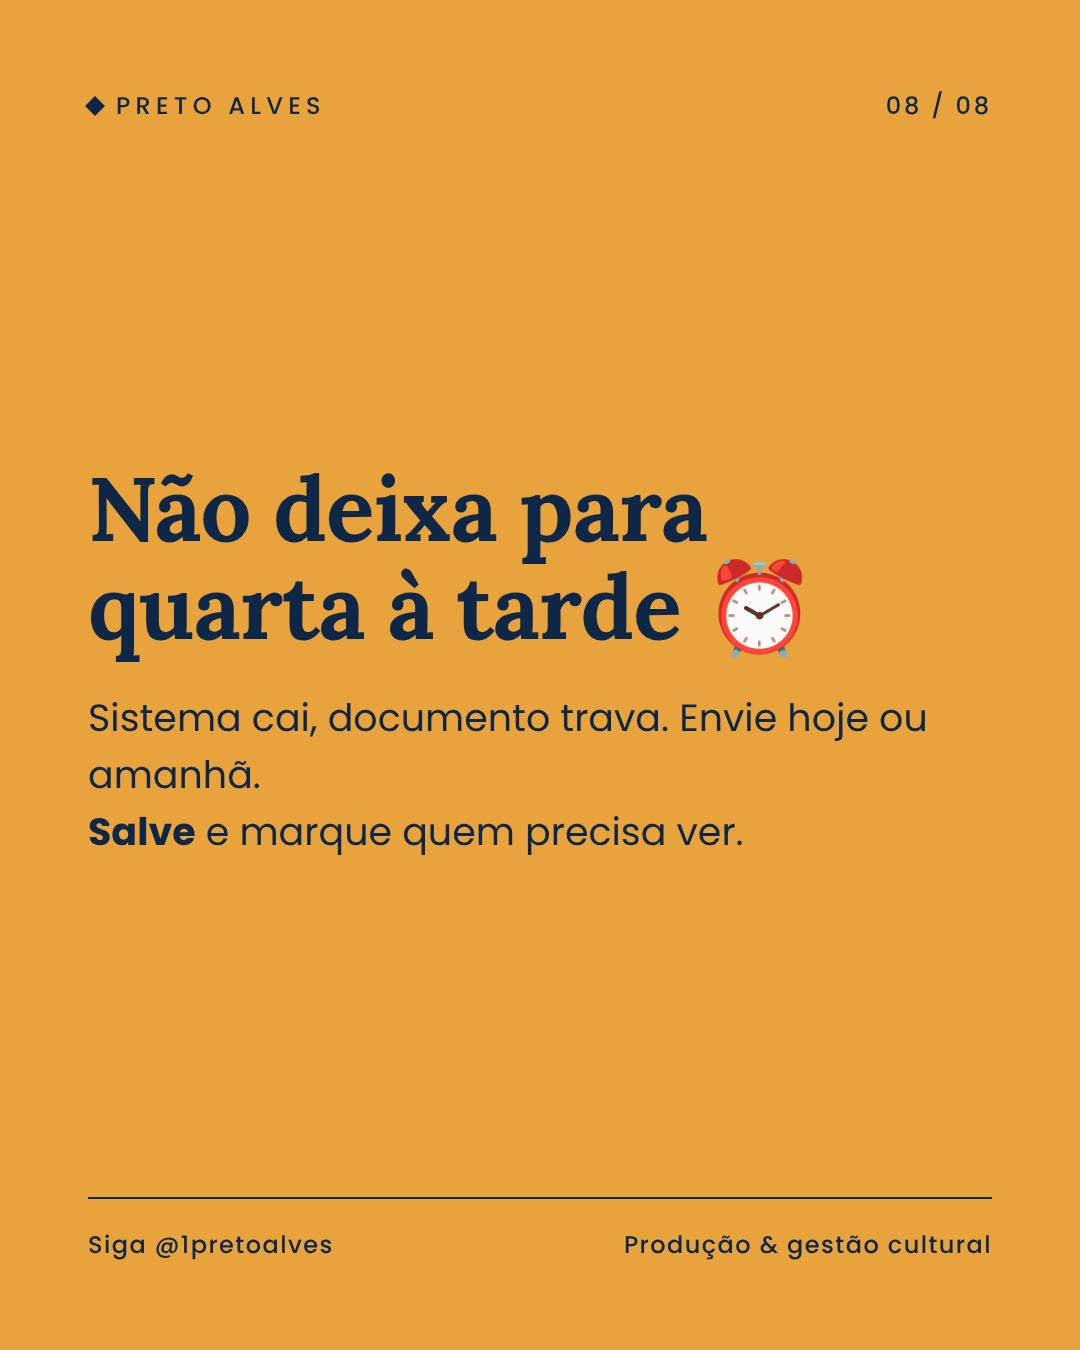 PRETO ALVES
08 / 08
Não deixa para
quarta à tarde
Sistema cai, documento trava. Envie hoje ou
amanhã.
Salve e marque quem precisa ver.
Siga @1pretoalves
Produção & gestão cultural